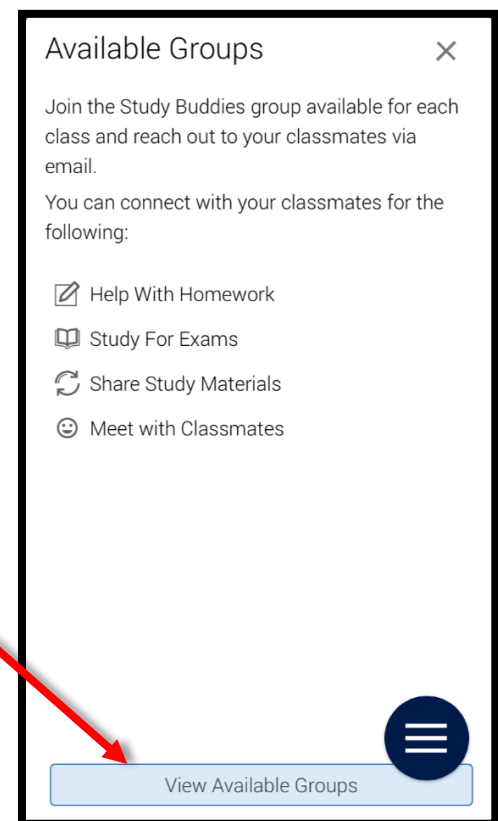 Available Groups
Join the Study Buddies group available for each
class and reach out to your classmates via
email.
You can connect with your classmates for the
following:
Help With Homework
Study For Exams
Share Study Materials
Meet with Classmates
View Available Groups